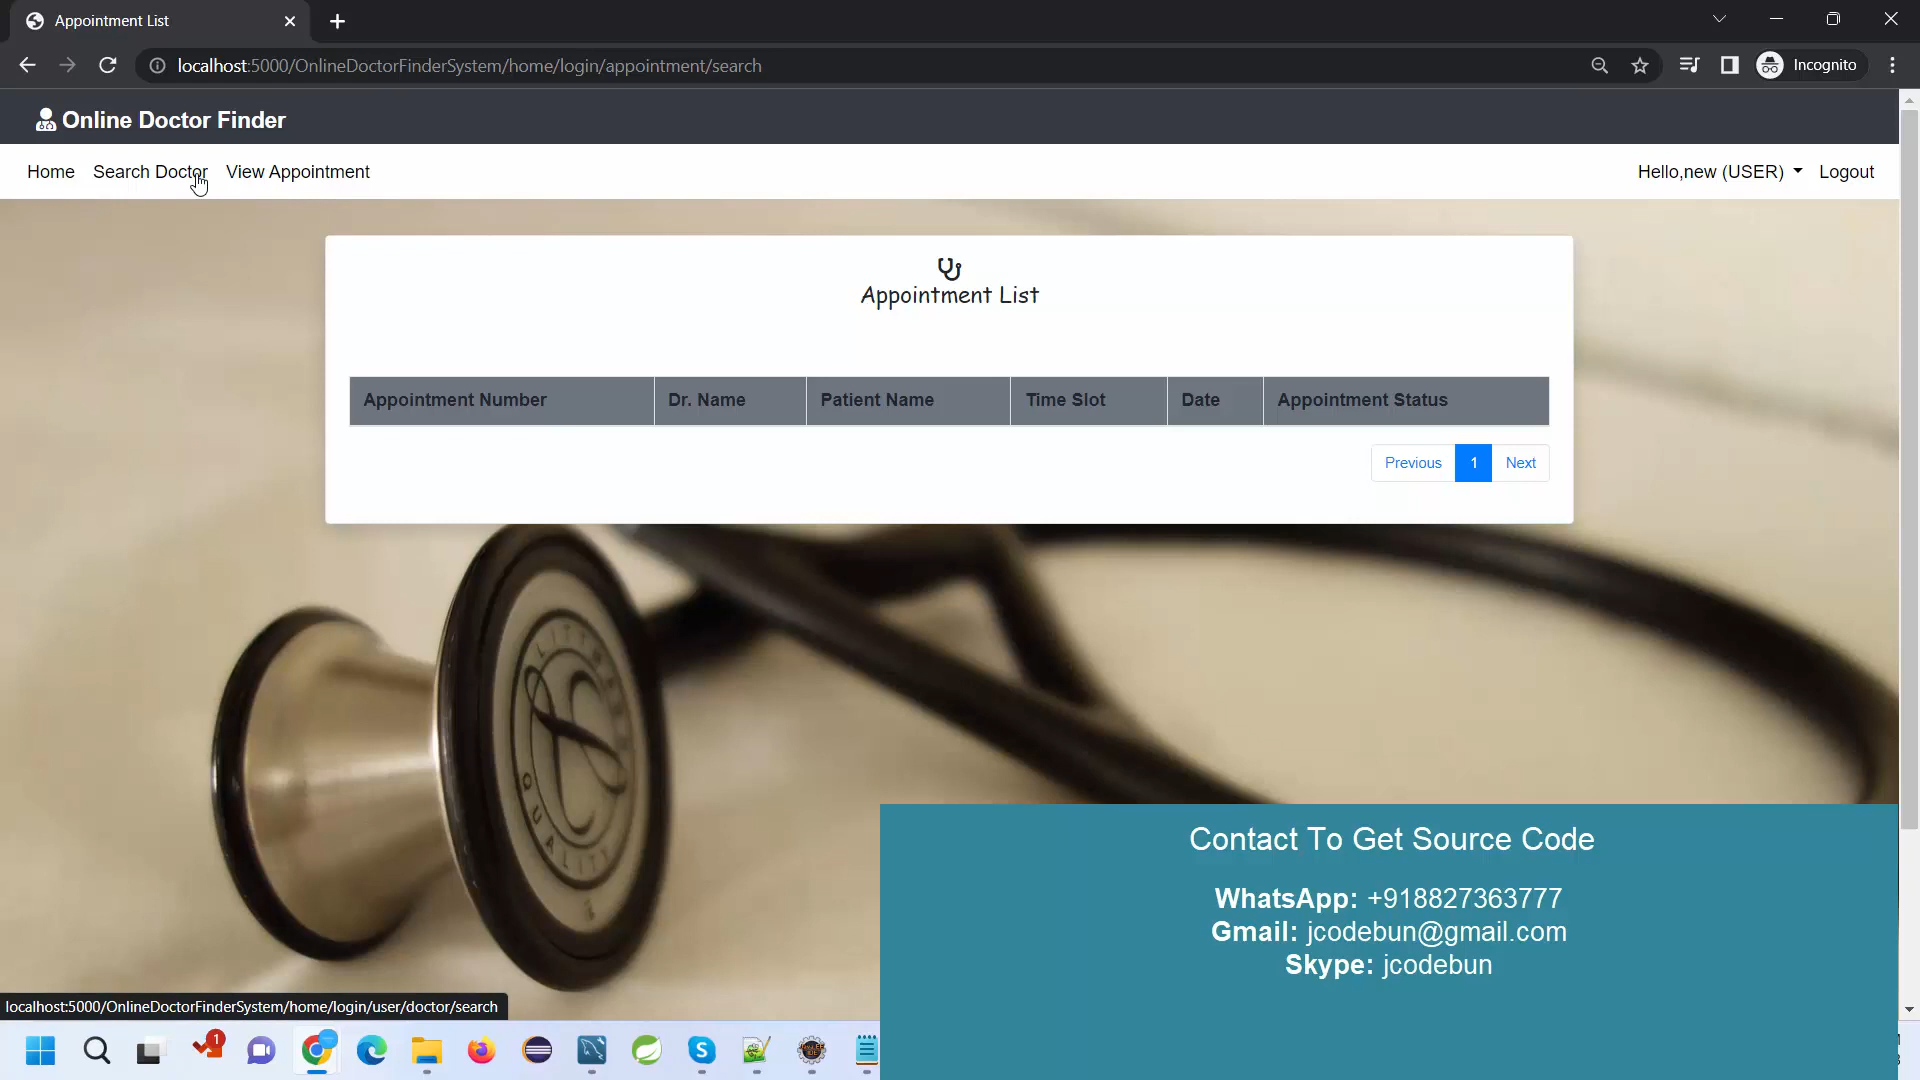 Appointment List
localhost:5000/OnlineDoctorFinderSystem/home/login/appointment/search
Incognito
Online Doctor Finder
Home Search Doctor View Appointment Hello,new (USER) Logout
Appointment List
Appointment Number Dr. Name Patient Name Time Slot Date Appointment Status
Previous 1 Next
LITTMANN
QUALITY
Contact To Get Source Code
WhatsApp: +918827363777
Gmail: jcodebun@gmail.com
Skype: jcodebun
localhost:5000/OnlineDoctorFinderSystem/home/login/user/doctor/search
1